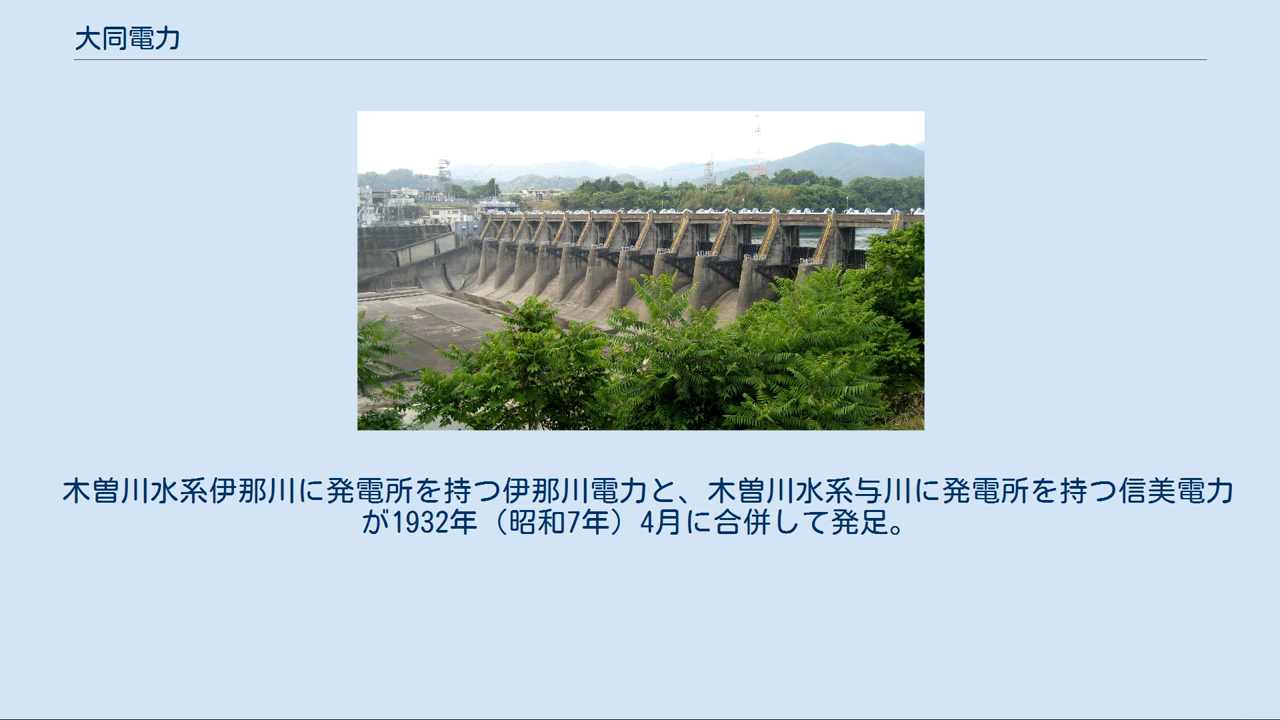 大同電力
木曽川水系伊那川に発電所を持つ伊那川電力と、木曽川水系与川に発電所を持つ信美電力
が1932年（昭和7年）4月に合併して発足。